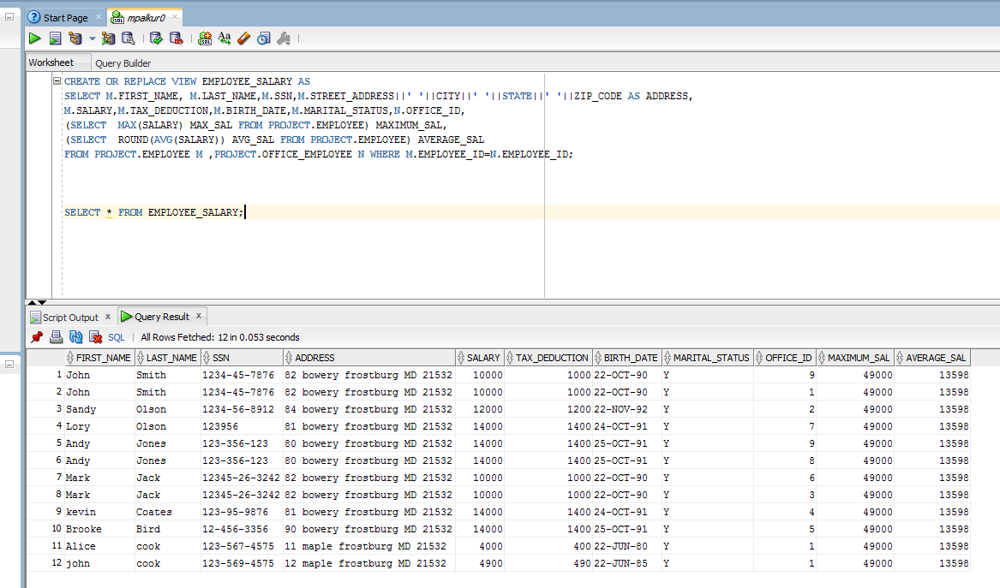 Start Page
mpalkur0
Worksheet Query Builder
CREATE OR REPLACE VIEW EMPLOYEE_SALARY AS
SELECT M.FIRST_NAME, M.LAST_NAME,M.SSN,M.STREET_ADDRESS||' '||CITY||' '||STATE||' '||ZIP_CODE AS ADDRESS,
M.SALARY,M.TAX_DEDUCTION,M.BIRTH_DATE,M.MARITAL_STATUS,N.OFFICE_ID,
(SELECT  MAX(SALARY) MAX_SAL FROM PROJECT.EMPLOYEE) MAXIMUM_SAL,
(SELECT  ROUND(AVG(SALARY)) AVG_SAL FROM PROJECT.EMPLOYEE) AVERAGE_SAL
FROM PROJECT.EMPLOYEE M ,PROJECT.OFFICE_EMPLOYEE N WHERE M.EMPLOYEE_ID=N.EMPLOYEE_ID;
SELECT * FROM EMPLOYEE_SALARY;
Script Output x Query Result x
SQL | All Rows Fetched: 12 in 0.053 seconds
FIRST_NAME LAST_NAME SSN ADDRESS SALARY TAX_DEDUCTION BIRTH_DATE MARITAL_STATUS OFFICE_ID MAXIMUM_SAL AVERAGE_SAL
1 John Smith 1234-45-7876 82 bowery frostburg MD 21532 10000 1000 22-OCT-90 Y 9 49000 13598
2 John Smith 1234-45-7876 82 bowery frostburg MD 21532 10000 1000 22-OCT-90 Y 1 49000 13598
3 Sandy Olson 1234-56-8912 84 bowery frostburg MD 21532 12000 1200 22-NOV-92 Y 2 49000 13598
4 Lory Olson 123956 81 bowery frostburg MD 21532 14000 1400 24-OCT-91 Y 7 49000 13598
5 Andy Jones 123-356-123 80 bowery frostburg MD 21532 14000 1400 25-OCT-91 Y 9 49000 13598
6 Andy Jones 123-356-123 80 bowery frostburg MD 21532 14000 1400 25-OCT-91 Y 8 49000 13598
7 Mark Jack 12345-26-3242 82 bowery frostburg MD 21532 10000 1000 22-OCT-90 Y 6 49000 13598
8 Mark Jack 12345-26-3242 82 bowery frostburg MD 21532 10000 1000 22-OCT-90 Y 3 49000 13598
9 kevin Coates 123-95-9876 81 bowery frostburg MD 21532 14000 1400 24-OCT-91 Y 4 49000 13598
10 Brooke Bird 12-456-3356 90 bowery frostburg MD 21532 14000 1400 25-OCT-91 Y 5 49000 13598
11 Alice cook 123-567-4575 11 maple frostburg MD 21532 4000 400 22-JUN-80 Y 1 49000 13598
12 john cook 123-569-4575 12 maple frostburg MD 21532 4900 490 22-JUN-85 Y 1 49000 13598